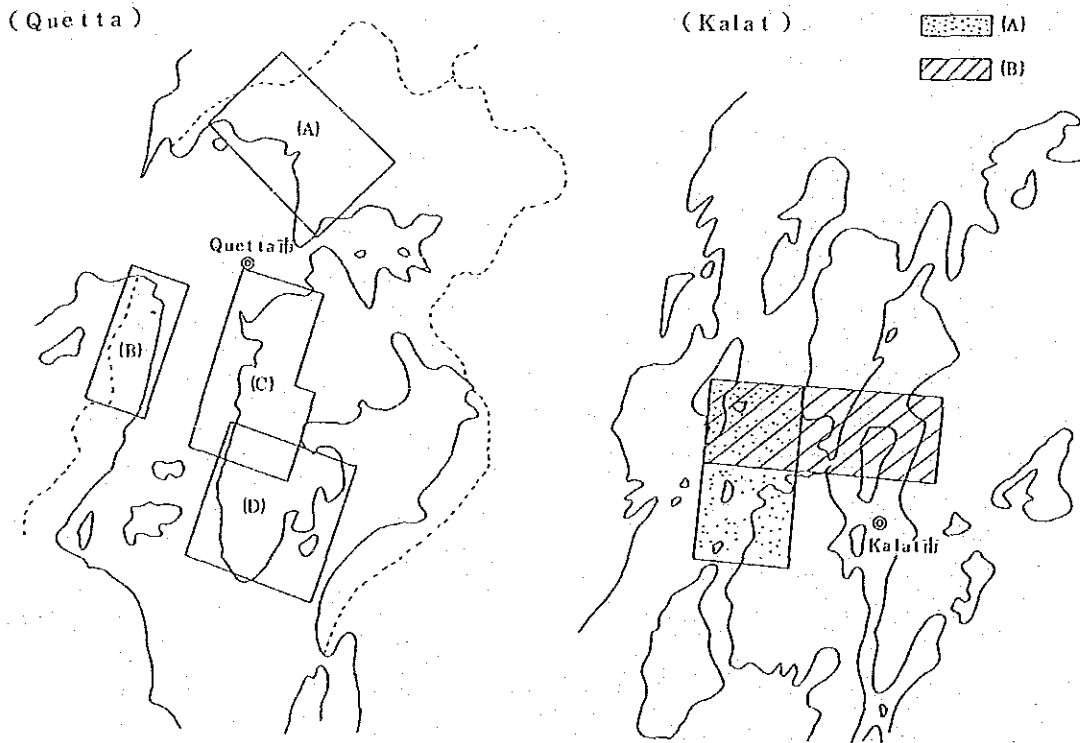 (Quetta)
(A)
Quetta市
(B)
(C)
(D)
(Kalat)
(A)
(B)
Kalat市